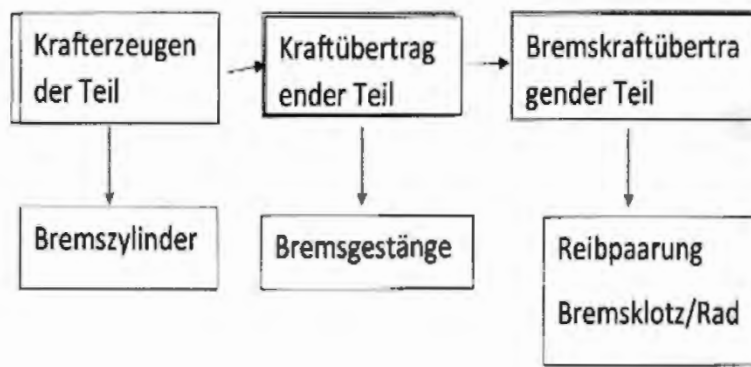 Krafterzeugen
der Teil
Kraftübertrag
ender Teil
Bremskraftübertra
gender Teil
Bremszylinder
Bremsgestänge
Reibpaarung
Bremsklotz/Rad